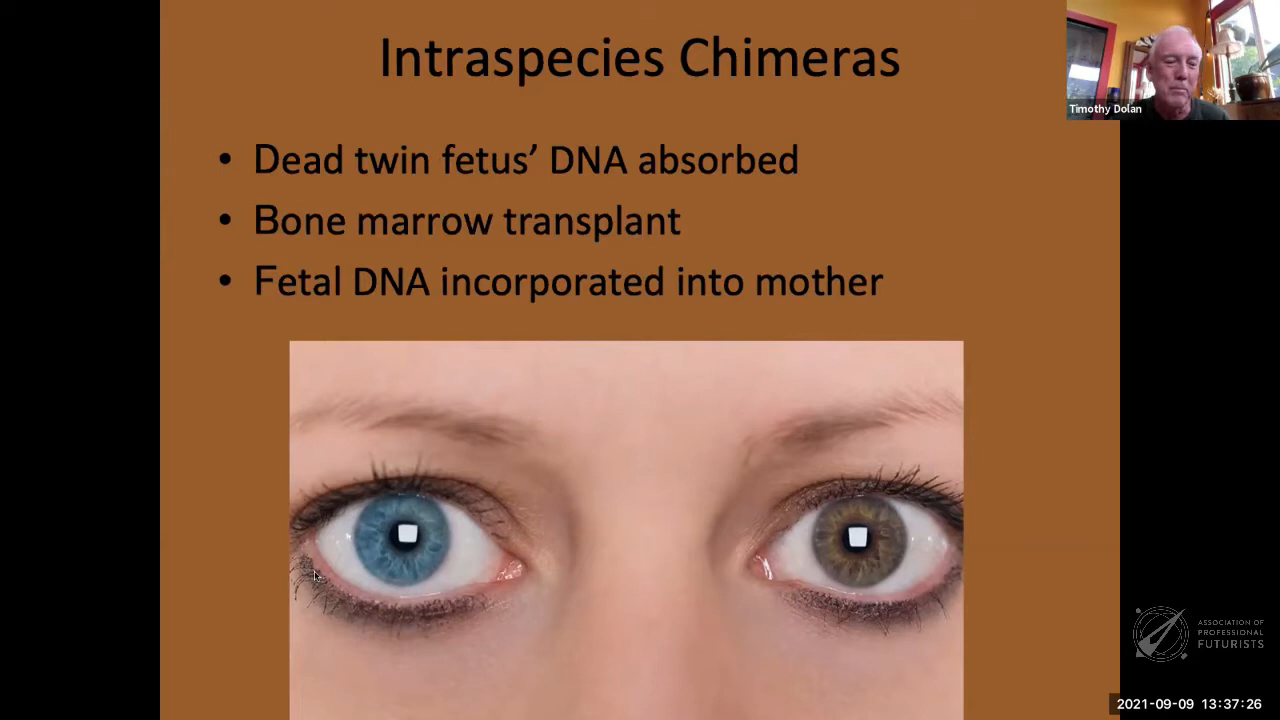 Intraspecies Chimeras
Timothy Dolan
• Dead twin fetus’ DNA absorbed
• Bone marrow transplant
• Fetal DNA incorporated into mother
ASSOCIATION OF
PROFESSIONAL
FUTURISTS
2021-09-09 13:37:26